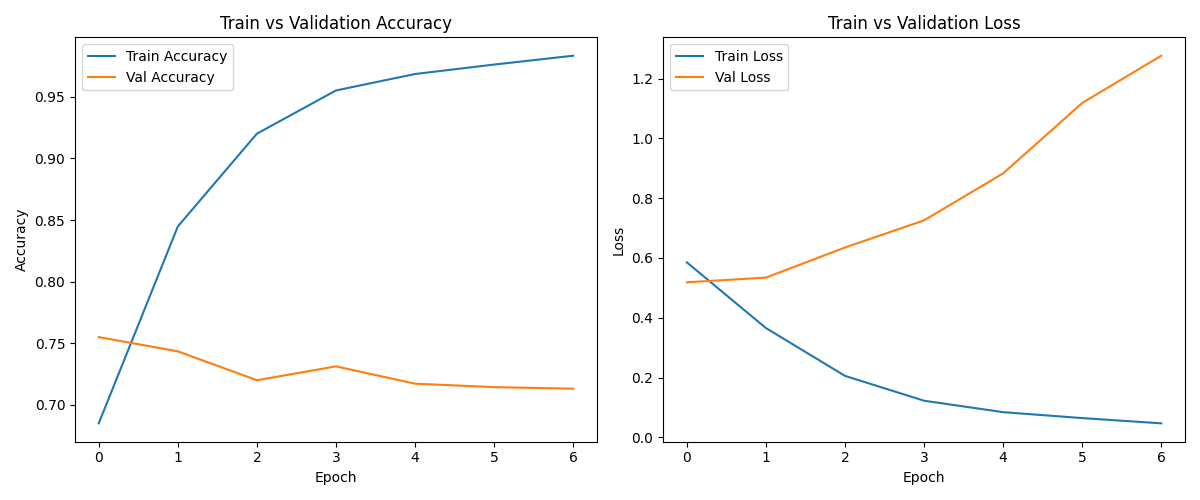 Train vs Validation Accuracy
Train Accuracy
Val Accuracy
0.95
0.90
0.85
0.80
0.75
0.70
Accuracy
0 1 2 3 4 5 6
Epoch
Train vs Validation Loss
Train Loss
Val Loss
1.2
1.0
0.8
0.6
0.4
0.2
0.0
Loss
0 1 2 3 4 5 6
Epoch